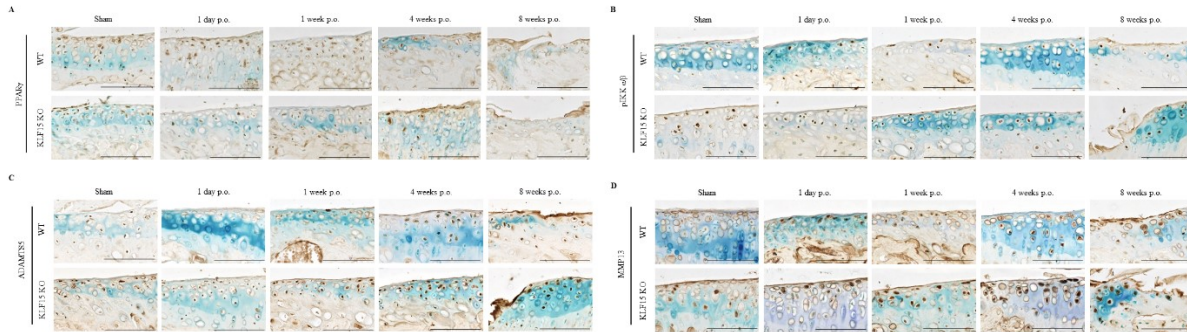 A
Sham 1 day p.o. 1 week p.o. 4 weeks p.o. 8 weeks p.o.
PPARγ
WT
KLF15 KO
B
Sham 1 day p.o. 1 week p.o. 4 weeks p.o. 8 weeks p.o.
WT
KLF15 KO
C
Sham 1 day p.o. 1 week p.o. 4 weeks p.o. 8 weeks p.o.
ADAMTS5
WT
KLF15 KO
D
Sham 1 day p.o. 1 week p.o. 4 weeks p.o. 8 weeks p.o.
MMP13
WT
KLF15 KO